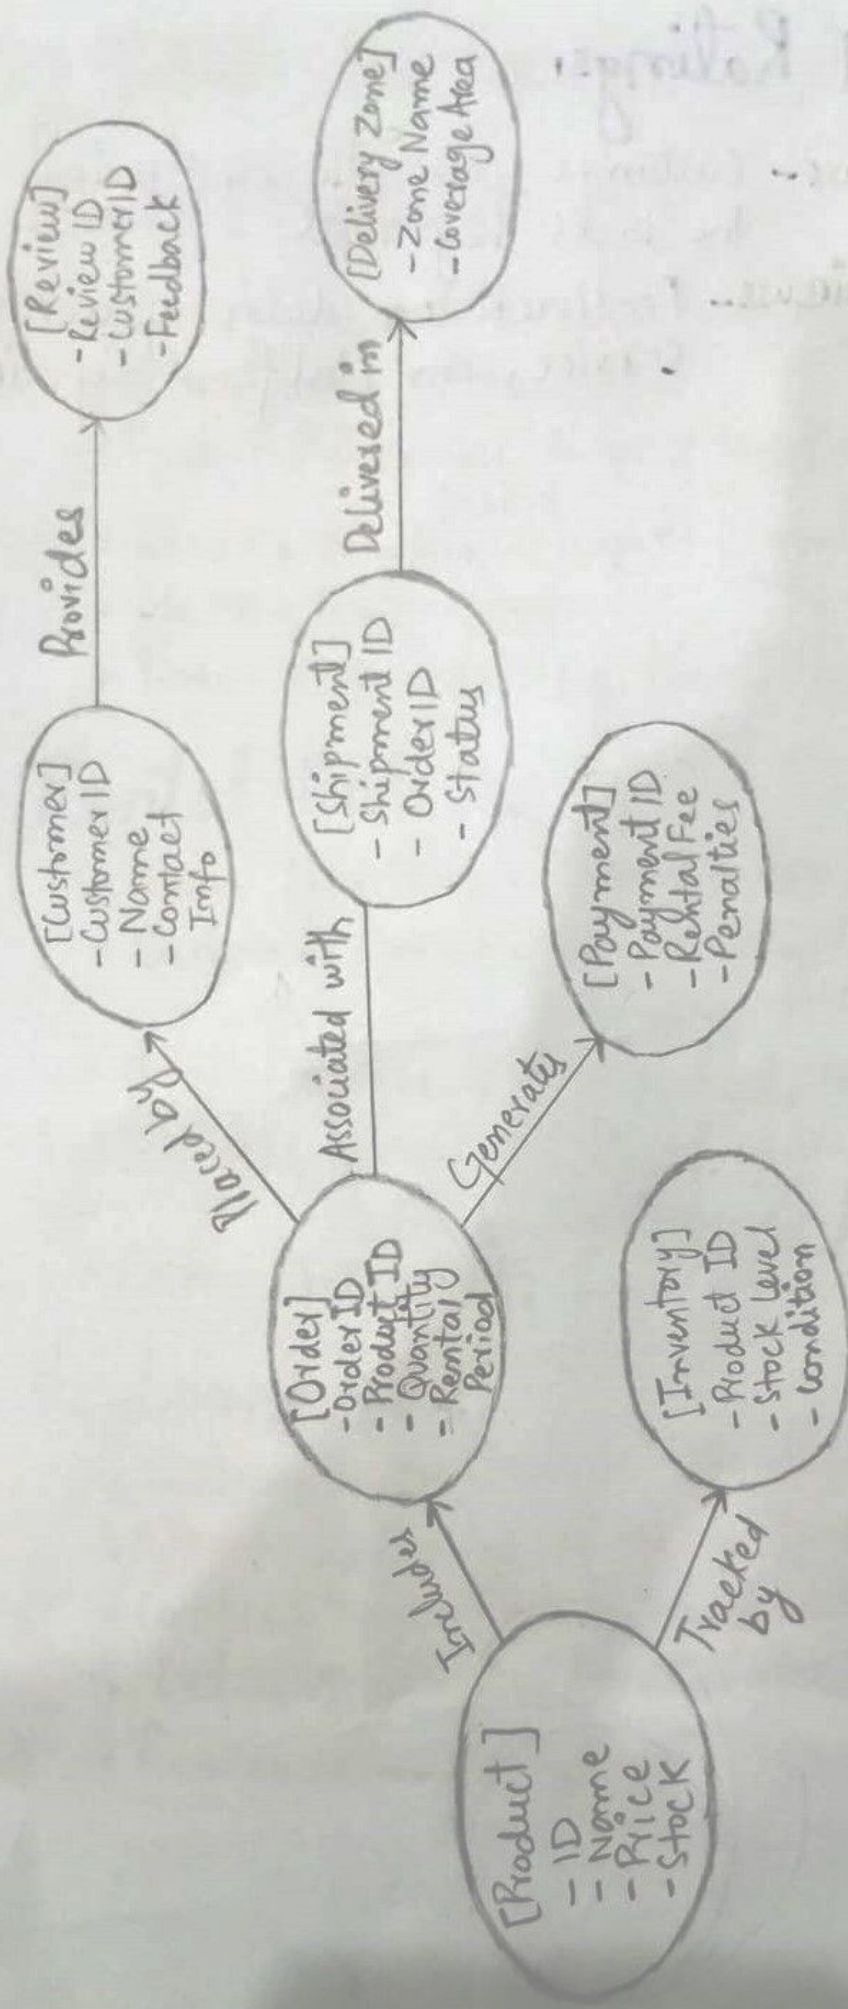 [Product]
- ID
- Name
- Price
- Stock
Includes
Tracked
by
[Order]
- Order ID
- Product ID
- Quantity
- Rental
Period
[Inventory]
- Product ID
- Stock level
- Condition
Placed by
Associated with
Generates
[Customer]
- Customer ID
- Name
- Contact
Info
[Shipment]
- Shipment ID
- Order ID
- Status
[Payment]
- Payment ID
- Rental Fee
- Penalties
Provides
Delivered in
[Review]
- Review ID
- Customer ID
- Feedback
[Delivery Zone]
- Zone Name
- Coverage Area